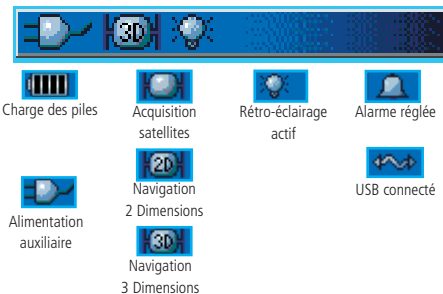 3D
Charge des piles
Acquisition
satellites
Rétro-éclairage
actif
Alarme réglée
2D
Navigation
2 Dimensions
USB connecté
Alimentation
auxiliaire
3D
Navigation
3 Dimensions